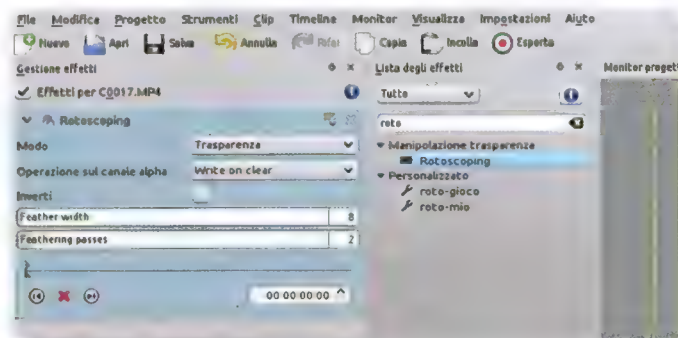 File Modifica Progetto Strumenti Clip Timeline Monitor Visualizza Impostazioni Aiuto
Nuovo Apri Salva Annulla Rifai Copia Incolla Esporta
Gestione effetti
Effetti per C0017.MP4
Rotoscoping
Modo Trasparenza
Operazione sul canale alpha Write on clear
Inverti
Feather width 8
Feathering passes 2
00:00:00:00
Lista degli effetti
Tutto
roto
Manipolazione trasparenza
Rotoscoping
Personalizzato
roto-gioco
roto-mio
Monitor progett